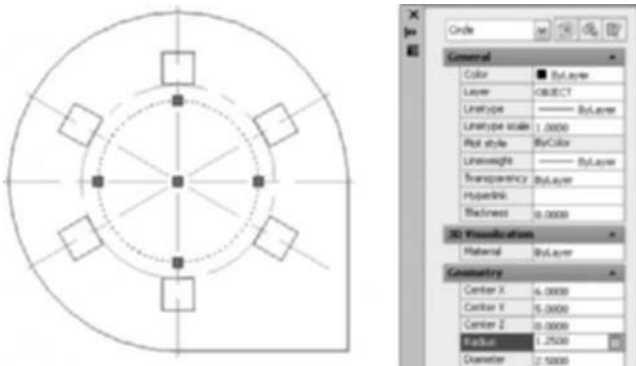 Circle
General
Color ByLayer
Layer OBJECT
Linetype ByLayer
Linetype scale 1.0000
Plot style ByColor
Lineweight ByLayer
Transparency ByLayer
Hyperlink
Thickness 0.0000
3D Visualization
Material ByLayer
Geometry
Center X 6.0000
Center Y 5.0000
Center Z 0.0000
Radius 1.2500
Diameter 2.5000